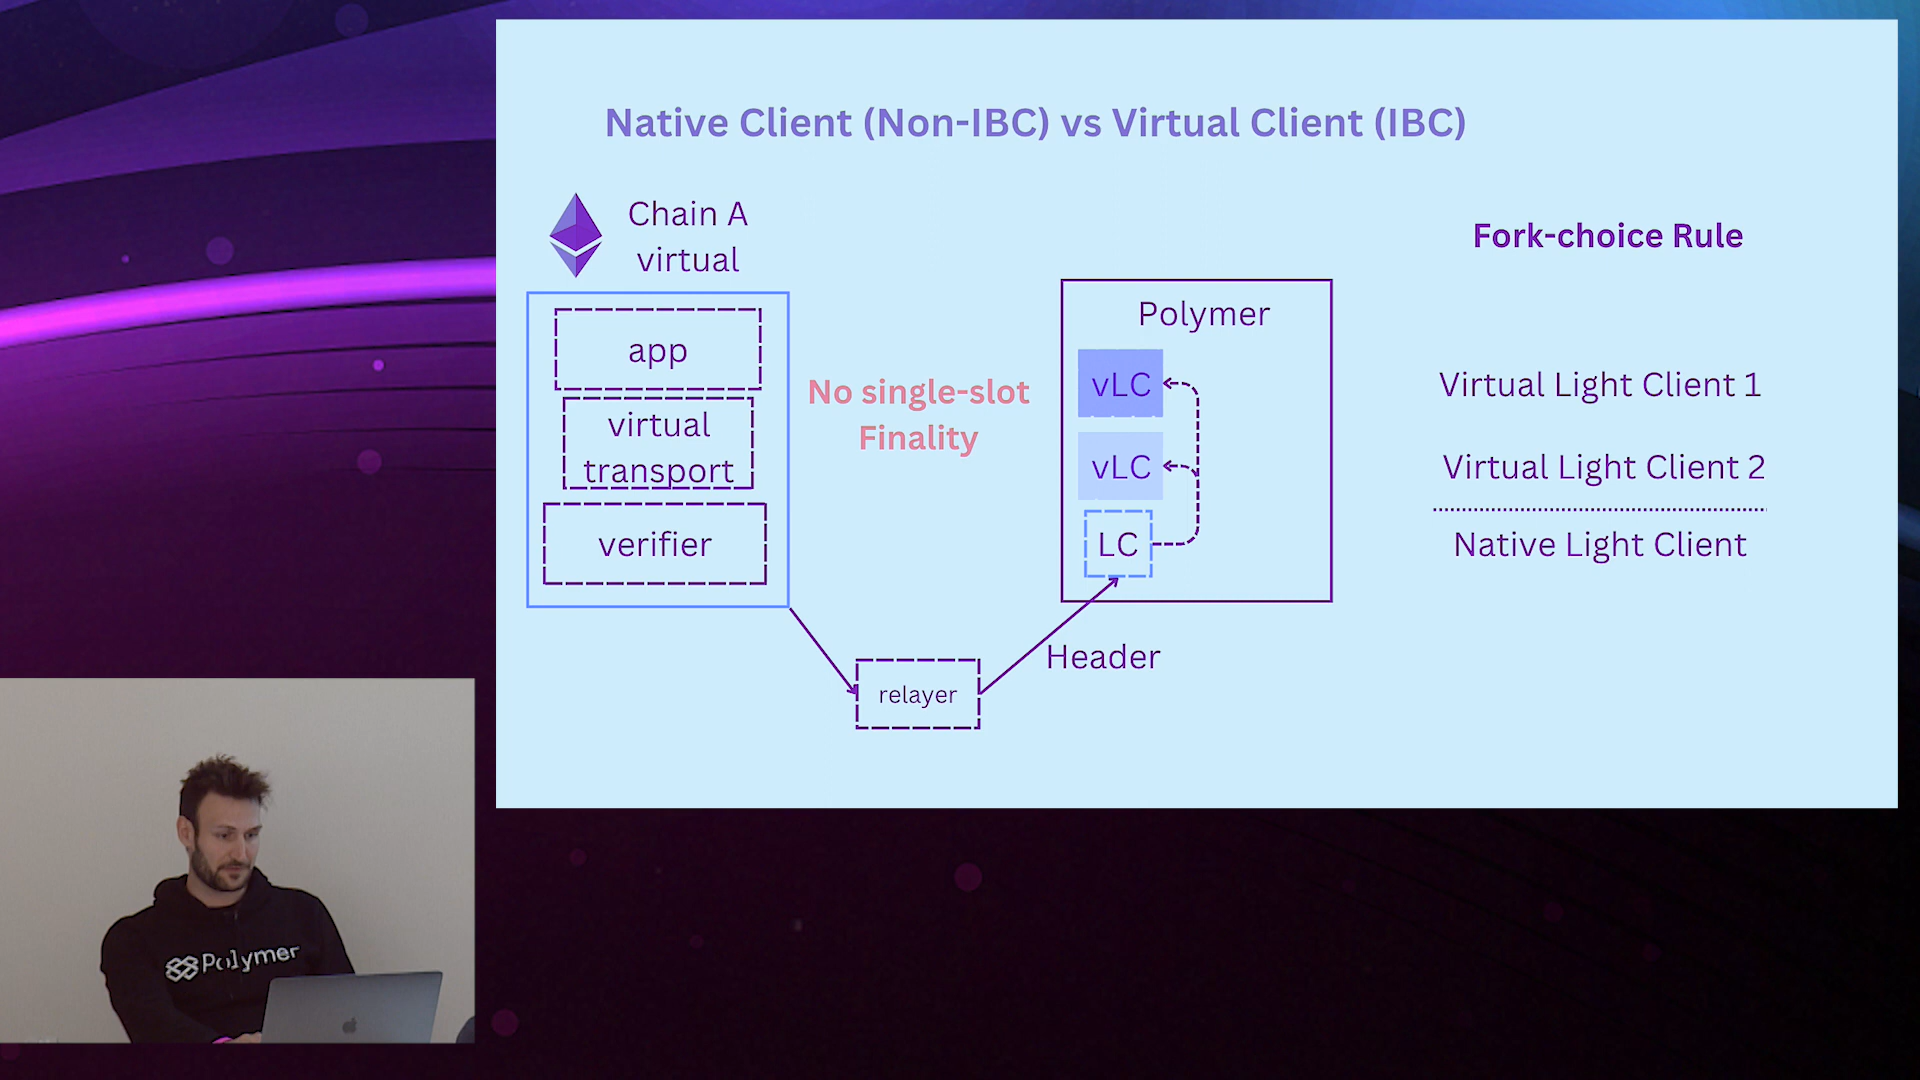 Native Client (Non-IBC) vs Virtual Client (IBC)
Chain A
virtual
Fork-choice Rule
app
virtual
transport
verifier
No single-slot
Finality
Polymer
vLC
vLC
LC
Virtual Light Client 1
Virtual Light Client 2
Native Light Client
Header
relayer
Polymer